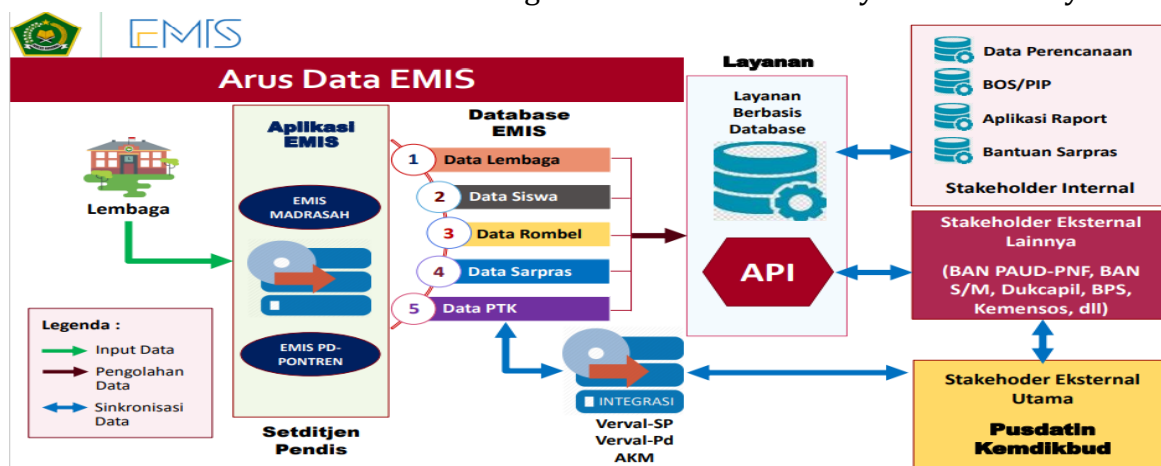 EMIS
Arus Data EMIS
Lembaga
Legenda :
Input Data
Pengolahan
Data
Sinkronisasi
Data
Aplikasi
EMIS
EMIS
MADRASAH
EMIS PD-
PONTREN
Setditjen
Pendis
Database
EMIS
1 Data Lembaga
2 Data Siswa
3 Data Rombel
4 Data Sarpras
5 Data PTK
INTEGRASI
Verval-SP
Verval-Pd
AKM
Layanan
Layanan
Berbasis
Database
API
Data Perencanaan
BOS/PIP
Aplikasi Raport
Bantuan Sarpras
Stakeholder Internal
Stakeholder Eksternal
Lainnya
(BAN PAUD-PNF, BAN
S/M, Dukcapil, BPS,
Kemensos, dll)
Stakehoder Eksternal
Utama
Pusdatin
Kemdikbud